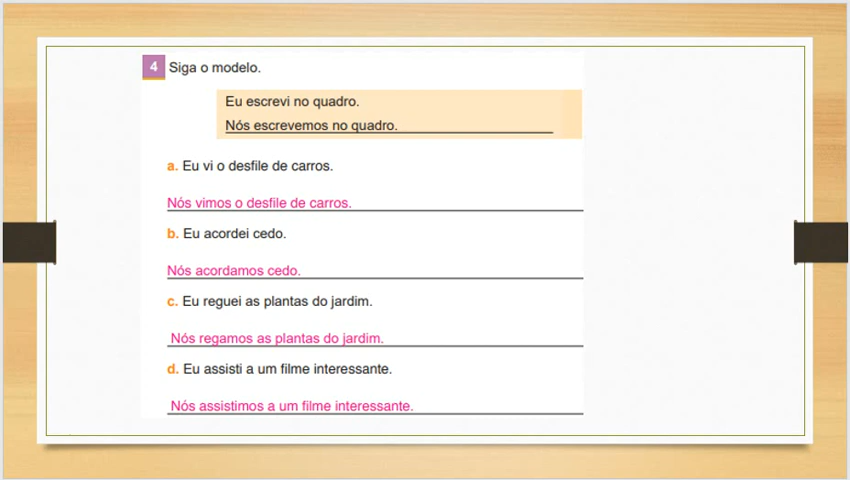 4 Siga o modelo.
Eu escrevi no quadro.
Nós escrevemos no quadro.
a. Eu vi o desfile de carros.
Nós vimos o desfile de carros.
b. Eu acordei cedo.
Nós acordamos cedo.
c. Eu reguei as plantas do jardim.
Nós regamos as plantas do jardim.
d. Eu assisti a um filme interessante.
Nós assistimos a um filme interessante.